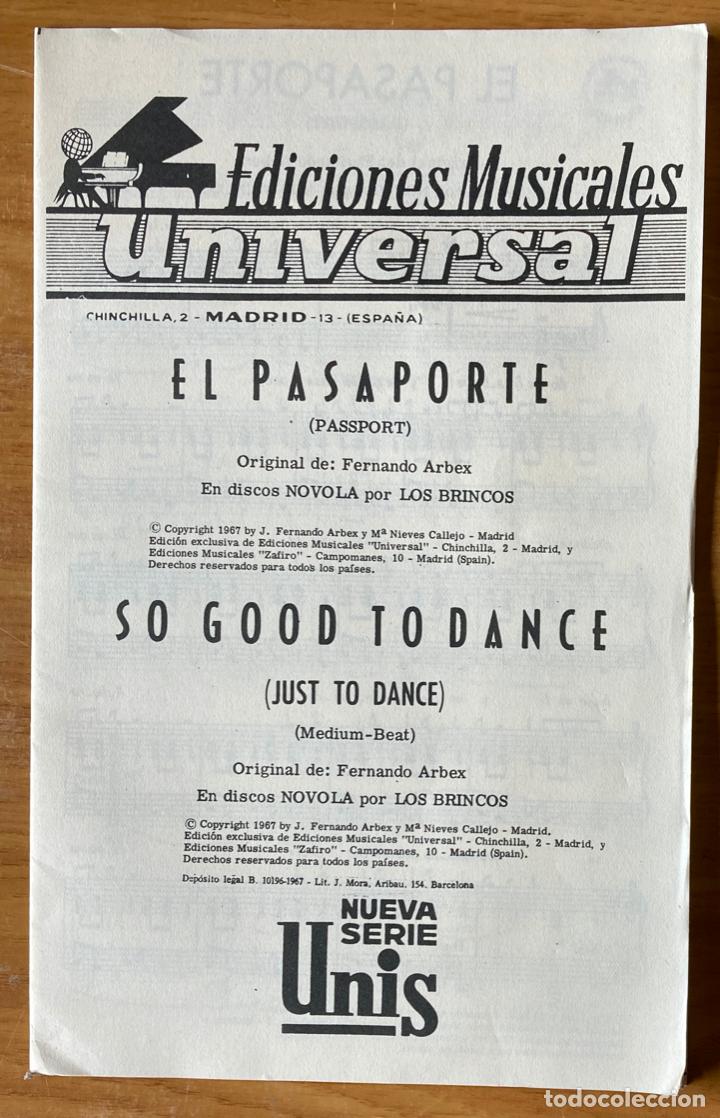 EL PASAPORTE
Ediciones Musicales
Universal
CHINCHILLA, 2 - MADRID - 13 - (ESPAÑA)
EL PASAPORTE
(PASSPORT)
Original de: Fernando Arbex
En discos NOVOLA por LOS BRINCOS
© Copyright 1967 by J. Fernando Arbex y Mª Nieves Callejo - Madrid
Edición exclusiva de Ediciones Musicales "Universal" - Chinchilla, 2 - Madrid, y
Ediciones Musicales "Zafiro" - Campomanes, 10 - Madrid (Spain).
Derechos reservados para todos los países.
SO GOOD TO DANCE
(JUST TO DANCE)
(Medium-Beat)
Original de: Fernando Arbex
En discos NOVOLA por LOS BRINCOS
© Copyright 1967 by J. Fernando Arbex y Mª Nieves Callejo - Madrid.
Edición exclusiva de Ediciones Musicales "Universal" - Chinchilla, 2 - Madrid, y
Ediciones Musicales "Zafiro" - Campomanes, 10 - Madrid (Spain).
Derechos reservados para todos los países.
Depósito legal B. 10196-1967 - Lit. J. Mora, Aribau, 154. Barcelona
NUEVA
SERIE
Unis
todocoleccion